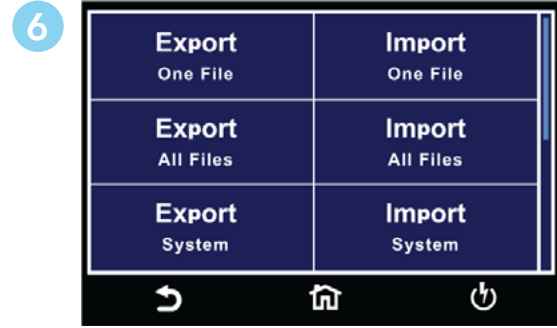 6
Export Import
One File One File
Export Import
All Files All Files
Export Import
System System